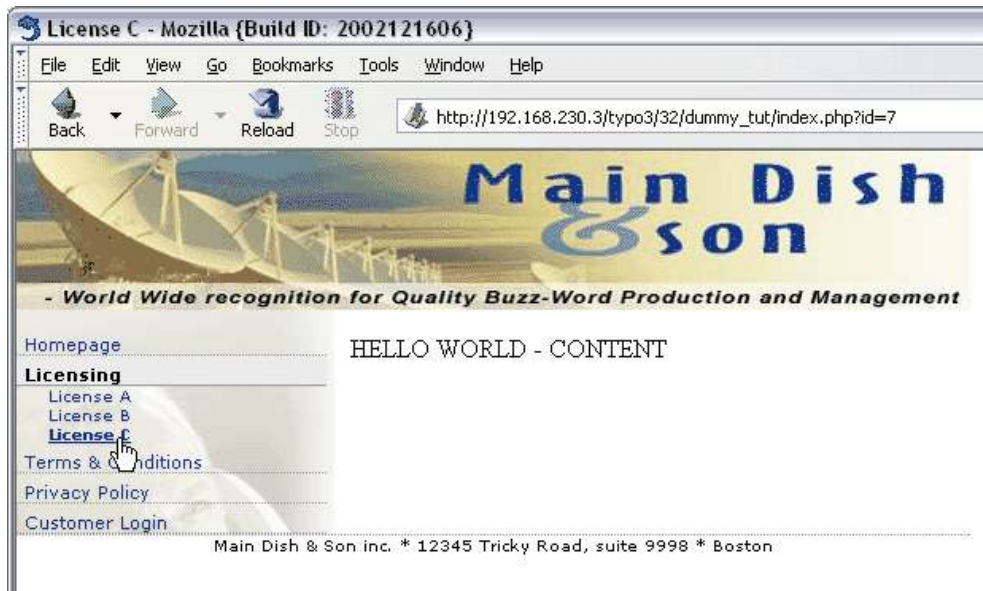 License C - Mozilla {Build ID: 2002121606}
File Edit View Go Bookmarks Tools Window Help
Back Forward Reload Stop http://192.168.230.3/typo3/32/dummy_tut/index.php?id=7
Main Dish
& son
- World Wide recognition for Quality Buzz-Word Production and Management
Homepage
HELLO WORLD - CONTENT
Licensing
License A
License B
License C
Terms & Conditions
Privacy Policy
Customer Login
Main Dish & Son inc. * 12345 Tricky Road, suite 9998 * Boston